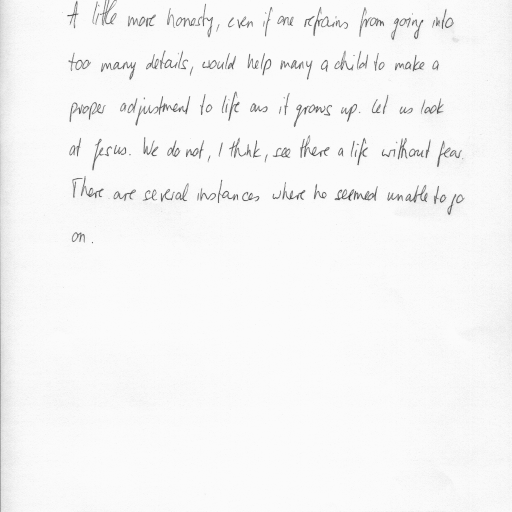 A little more honesty, even if one refrains from going into
too many details, would help many a child to make a
proper adjustment to life as it grows up. Let us look
at Jesus. We do not, I think, see there a life without fear.
There are several instances where he seemed unable to go
on.